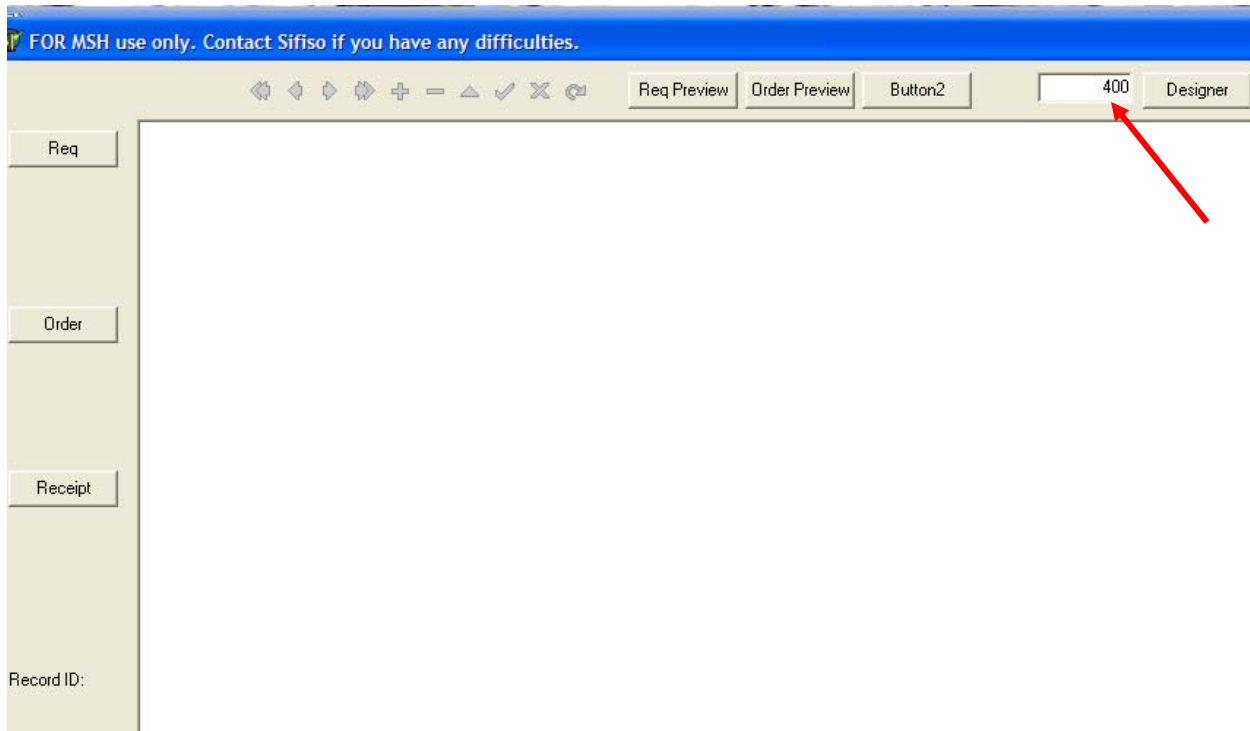 FOR MSH use only. Contact Sifiso if you have any difficulties.
Req Preview Order Preview Button2 400 Designer
Req
Order
Receipt
Record ID: